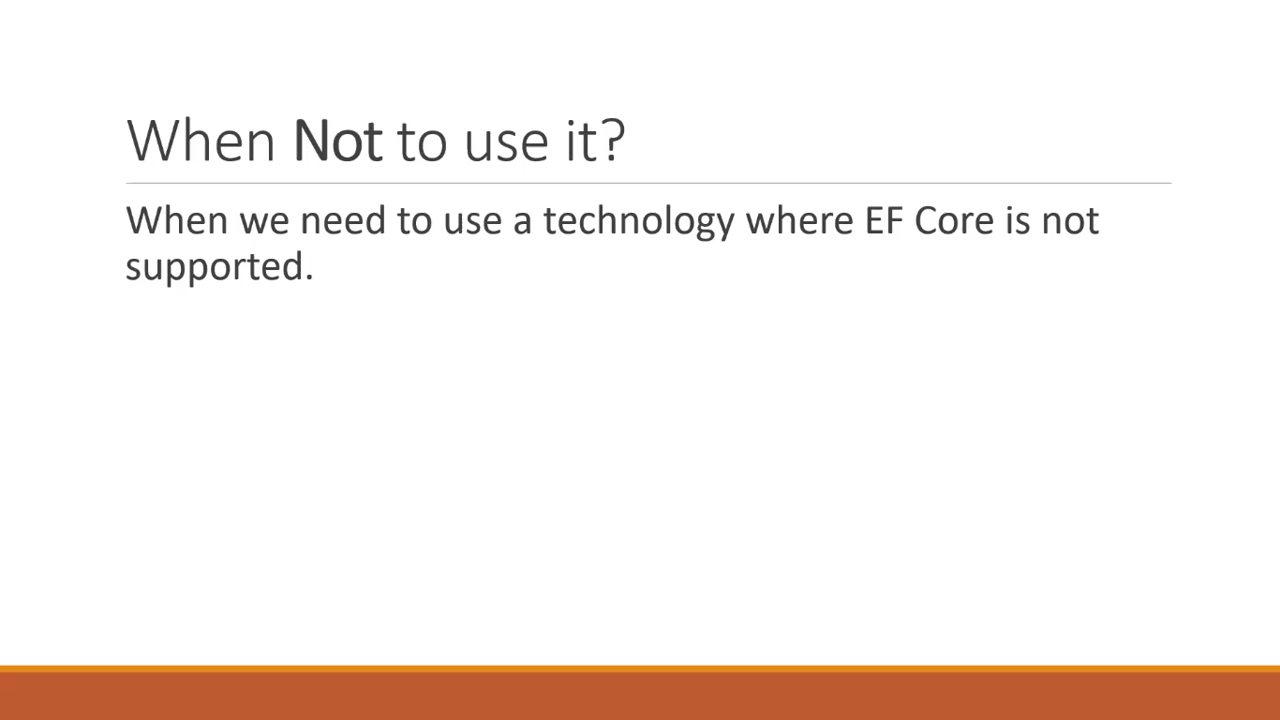 When Not to use it?
When we need to use a technology where EF Core is not
supported.